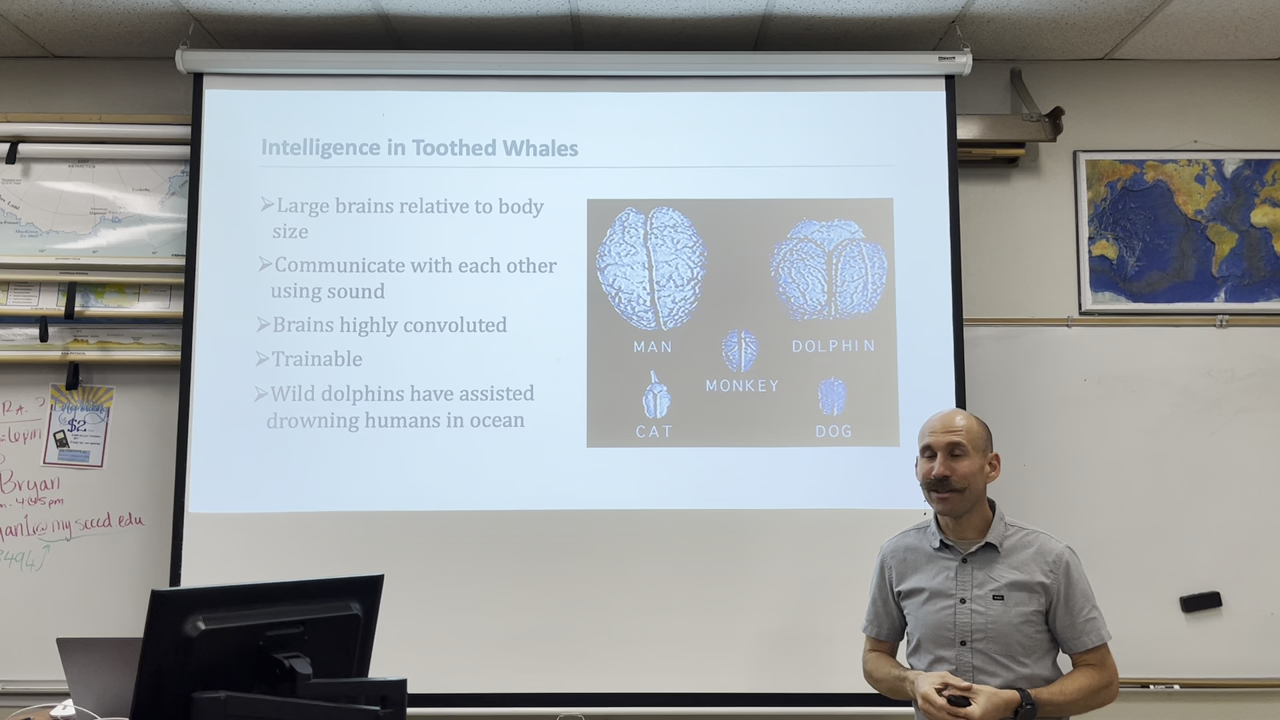 Intelligence in Toothed Whales
➢Large brains relative to body
size
➢Communicate with each other
using sound
➢Brains highly convoluted
➢Trainable
➢Wild dolphins have assisted
drowning humans in ocean
MAN
DOLPHIN
MONKEY
CAT
DOG
$2
Bryan